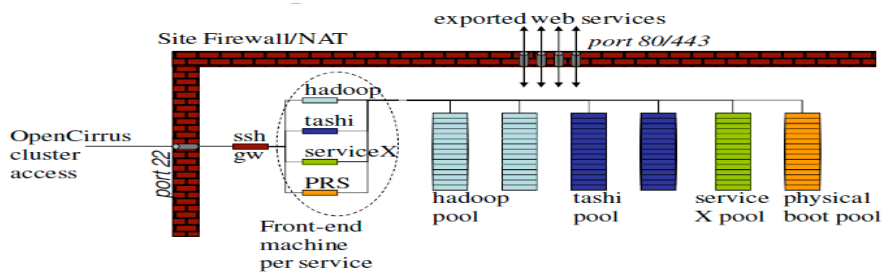 exported web services
Site Firewall/NAT
port 80/443
hadoop
tashi
OpenCirrus
cluster
access
port 22
ssh
gw
serviceX
PRS
hadoop
pool
tashi
pool
service
X pool
physical
boot pool
Front-end
machine
per service